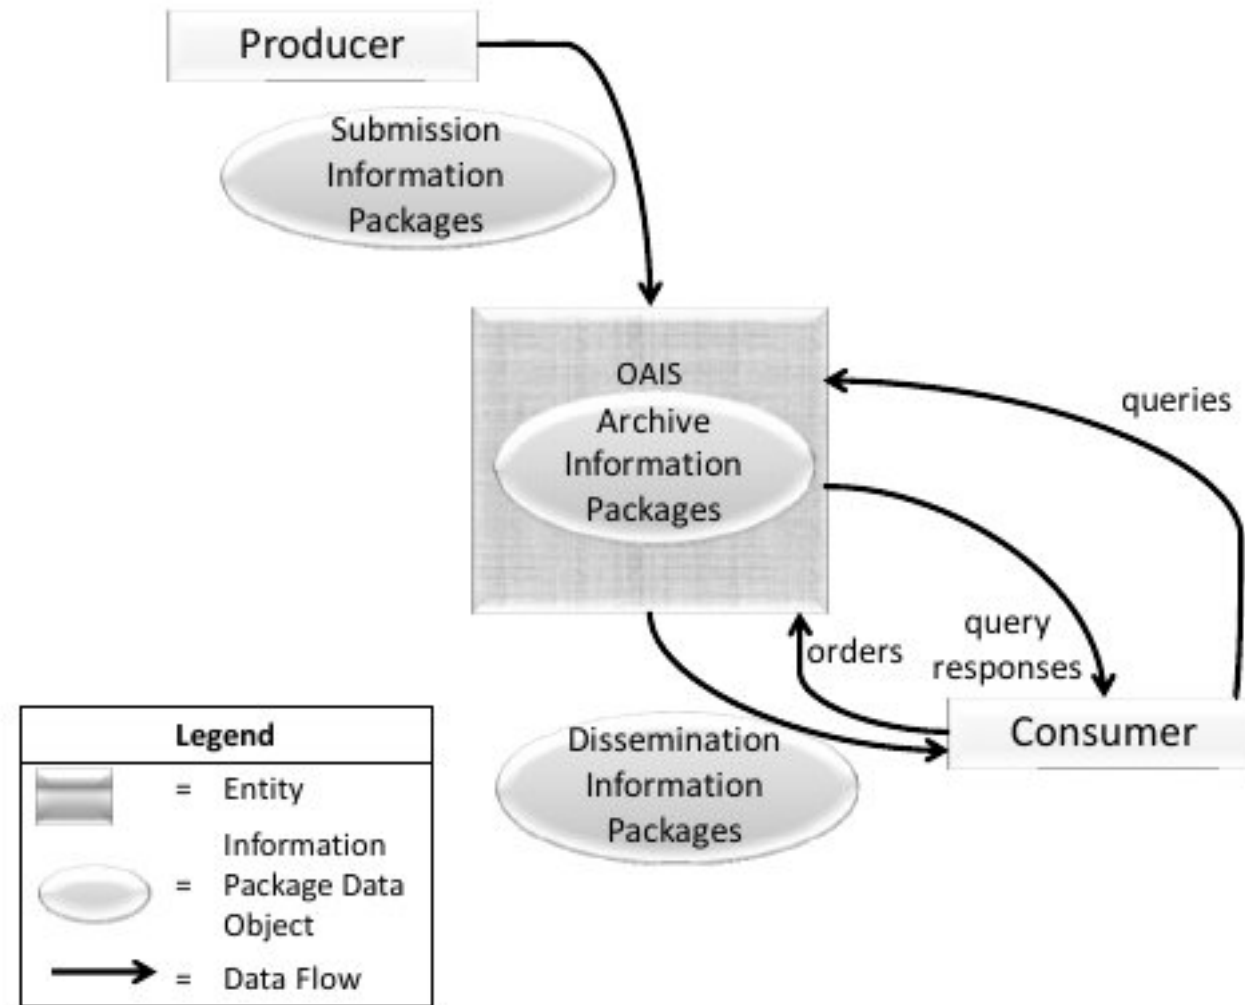 Producer
Submission
Information
Packages
OAIS
Archive
Information
Packages
queries
query
responses
orders
Consumer
Dissemination
Information
Packages
Legend
= Entity
Information
= Package Data
Object
= Data Flow